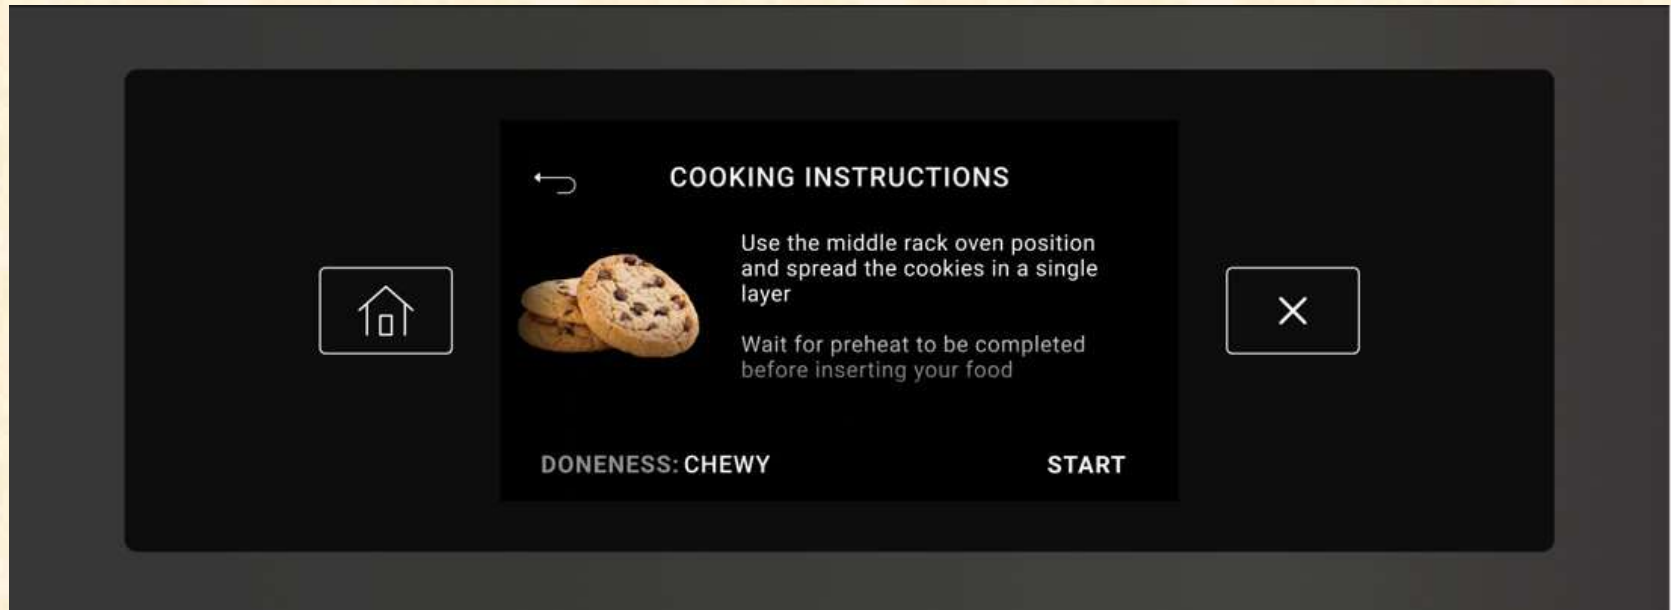 COOKING INSTRUCTIONS
Use the middle rack oven position
and spread the cookies in a single
layer
Wait for preheat to be completed
before inserting your food
DONENESS: CHEWY
START